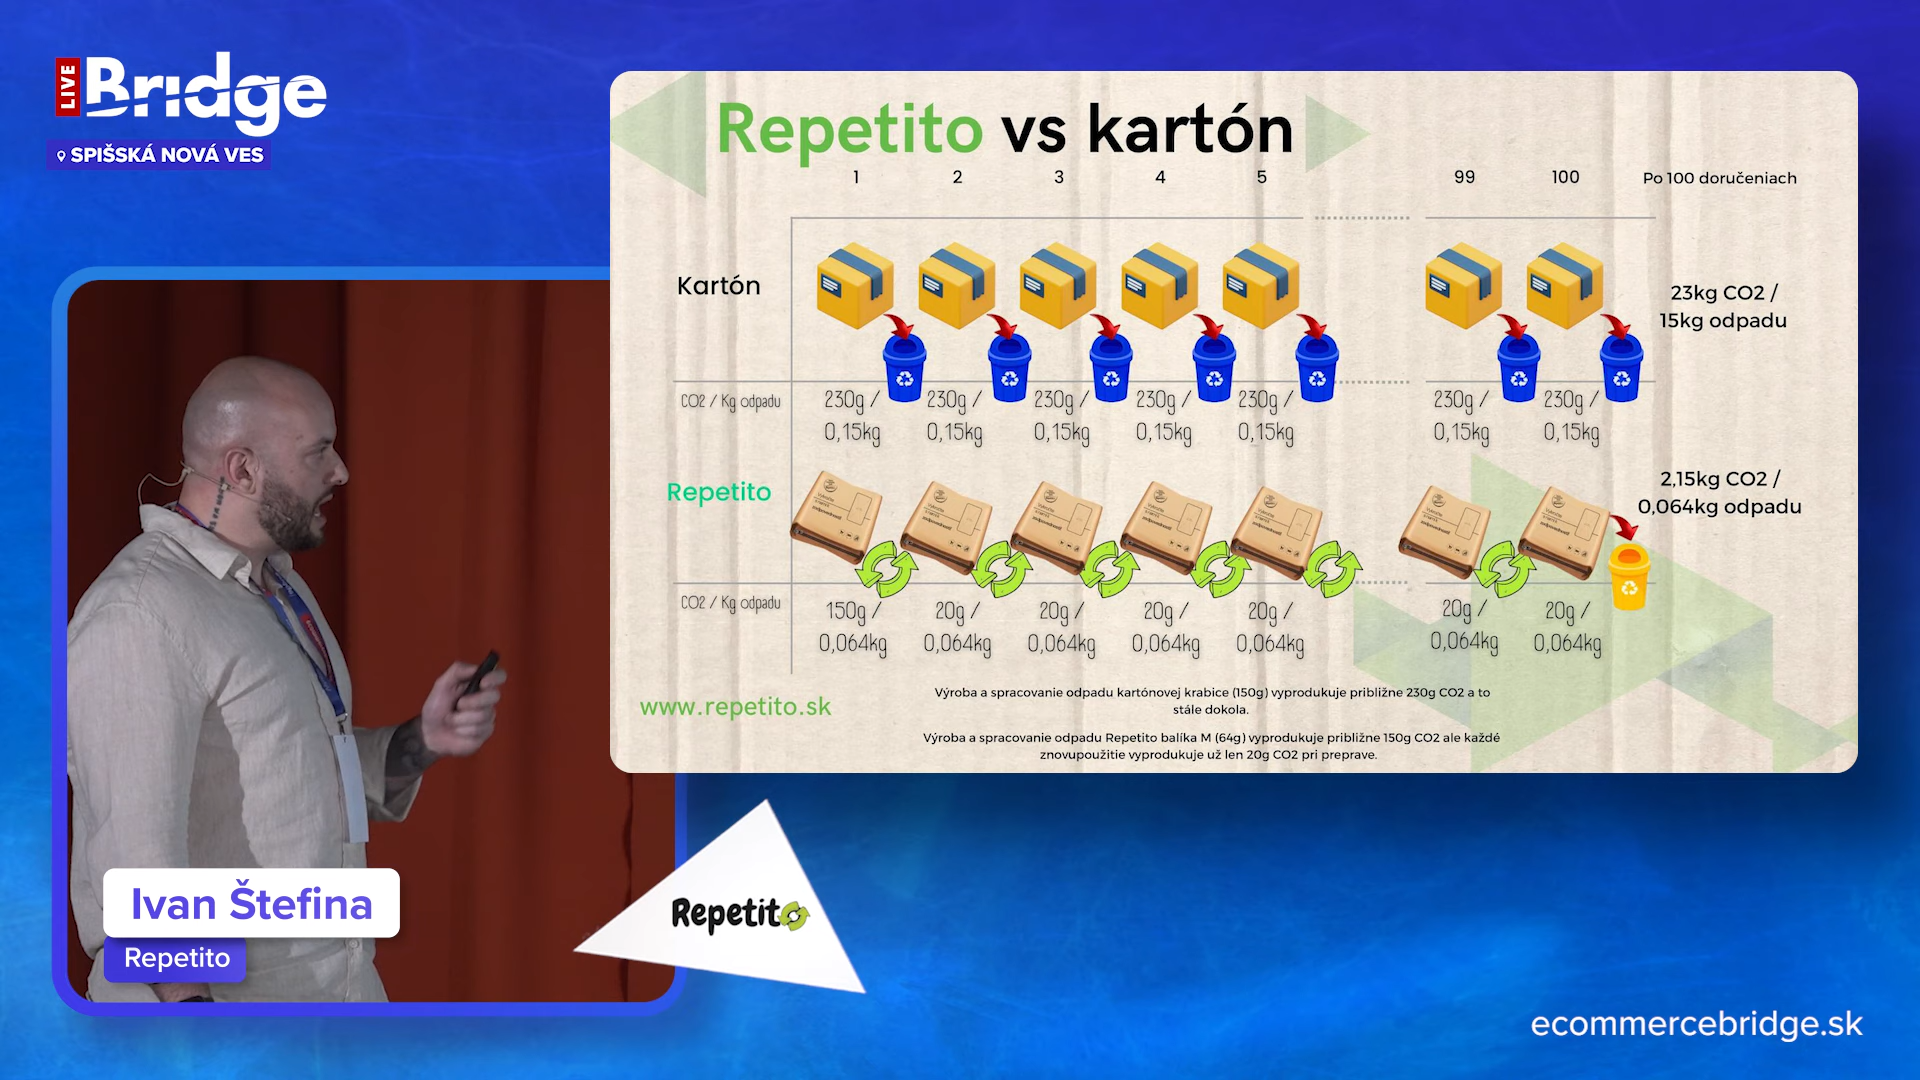 LIVE Bridge
SPIŠSKÁ NOVÁ VES
Repetito vs kartón
1 2 3 4 5 99 100 Po 100 doručeniach
Kartón
23kg CO2 /
15kg odpadu
CO2 / Kg odpadu
230g / 230g / 230g / 230g / 230g / 230g / 230g /
0,15kg 0,15kg 0,15kg 0,15kg 0,15kg 0,15kg 0,15kg
Repetito
2,15kg CO2 /
0,064kg odpadu
CO2 / Kg odpadu
150g / 20g / 20g / 20g / 20g / 20g / 20g /
0,064kg 0,064kg 0,064kg 0,064kg 0,064kg 0,064kg 0,064kg
www.repetito.sk
Výroba a spracovanie odpadu kartónovej krabice (150g) vyprodukuje približne 230g CO2 a to
stále dokola.
Výroba a spracovanie odpadu Repetito balíka M (64g) vyprodukuje približne 150g CO2 ale každé
znovupoužitie vyprodukuje už len 20g CO2 pri preprave.
Ivan Štefina
Repetito
Repetito
ecommercebridge.sk